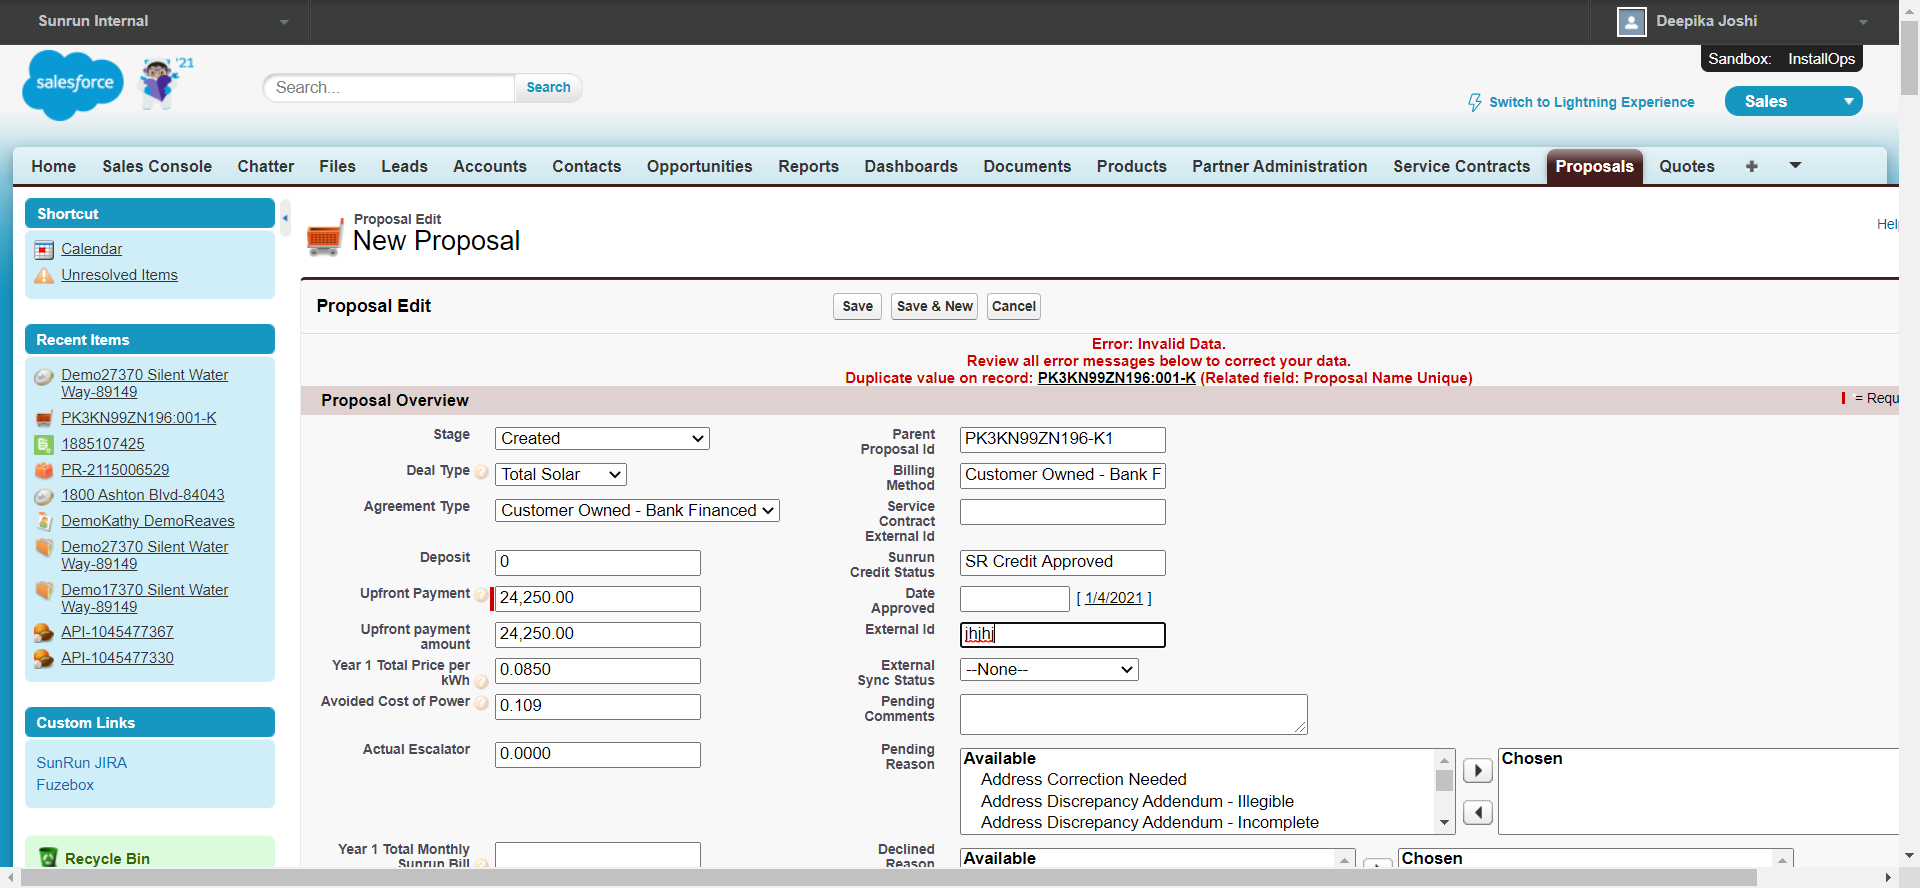 Sunrun Internal
Deepika Joshi
Sandbox: InstallOps
salesforce
'21
Search...
Search
Switch to Lightning Experience
Sales
Home Sales Console Chatter Files Leads Accounts Contacts Opportunities Reports Dashboards Documents Products Partner Administration Service Contracts Proposals Quotes +
Shortcut
Calendar
Unresolved Items
Recent Items
Demo27370 Silent Water
Way-89149
PK3KN99ZN196:001-K
1885107425
PR-2115006529
1800 Ashton Blvd-84043
DemoKathy DemoReaves
Demo27370 Silent Water
Way-89149
Demo17370 Silent Water
Way-89149
API-1045477367
API-1045477330
Custom Links
SunRun JIRA
Fuzebox
Recycle Bin
Proposal Edit
New Proposal
Hel
Proposal Edit
Save
Save & New
Cancel
Error: Invalid Data.
Review all error messages below to correct your data.
Duplicate value on record: PK3KN99ZN196:001-K (Related field: Proposal Name Unique)
Proposal Overview
= Requ
Stage
Created
Deal Type
Total Solar
Agreement Type
Customer Owned - Bank Financed
Deposit
0
Upfront Payment
24,250.00
Upfront payment
amount
24,250.00
Year 1 Total Price per
kWh
0.0850
Avoided Cost of Power
0.109
Actual Escalator
0.0000
Year 1 Total Monthly
Sunrun Bill
Parent
Proposal Id
PK3KN99ZN196-K1
Billing
Method
Customer Owned - Bank F
Service
Contract
External Id
Sunrun
Credit Status
SR Credit Approved
Date
Approved
[ 1/4/2021 ]
External Id
jhjhj
External
Sync Status
--None--
Pending
Comments
Pending
Reason
Available
Address Correction Needed
Address Discrepancy Addendum - Illegible
Address Discrepancy Addendum - Incomplete
Chosen
Declined
Reason
Available
Chosen